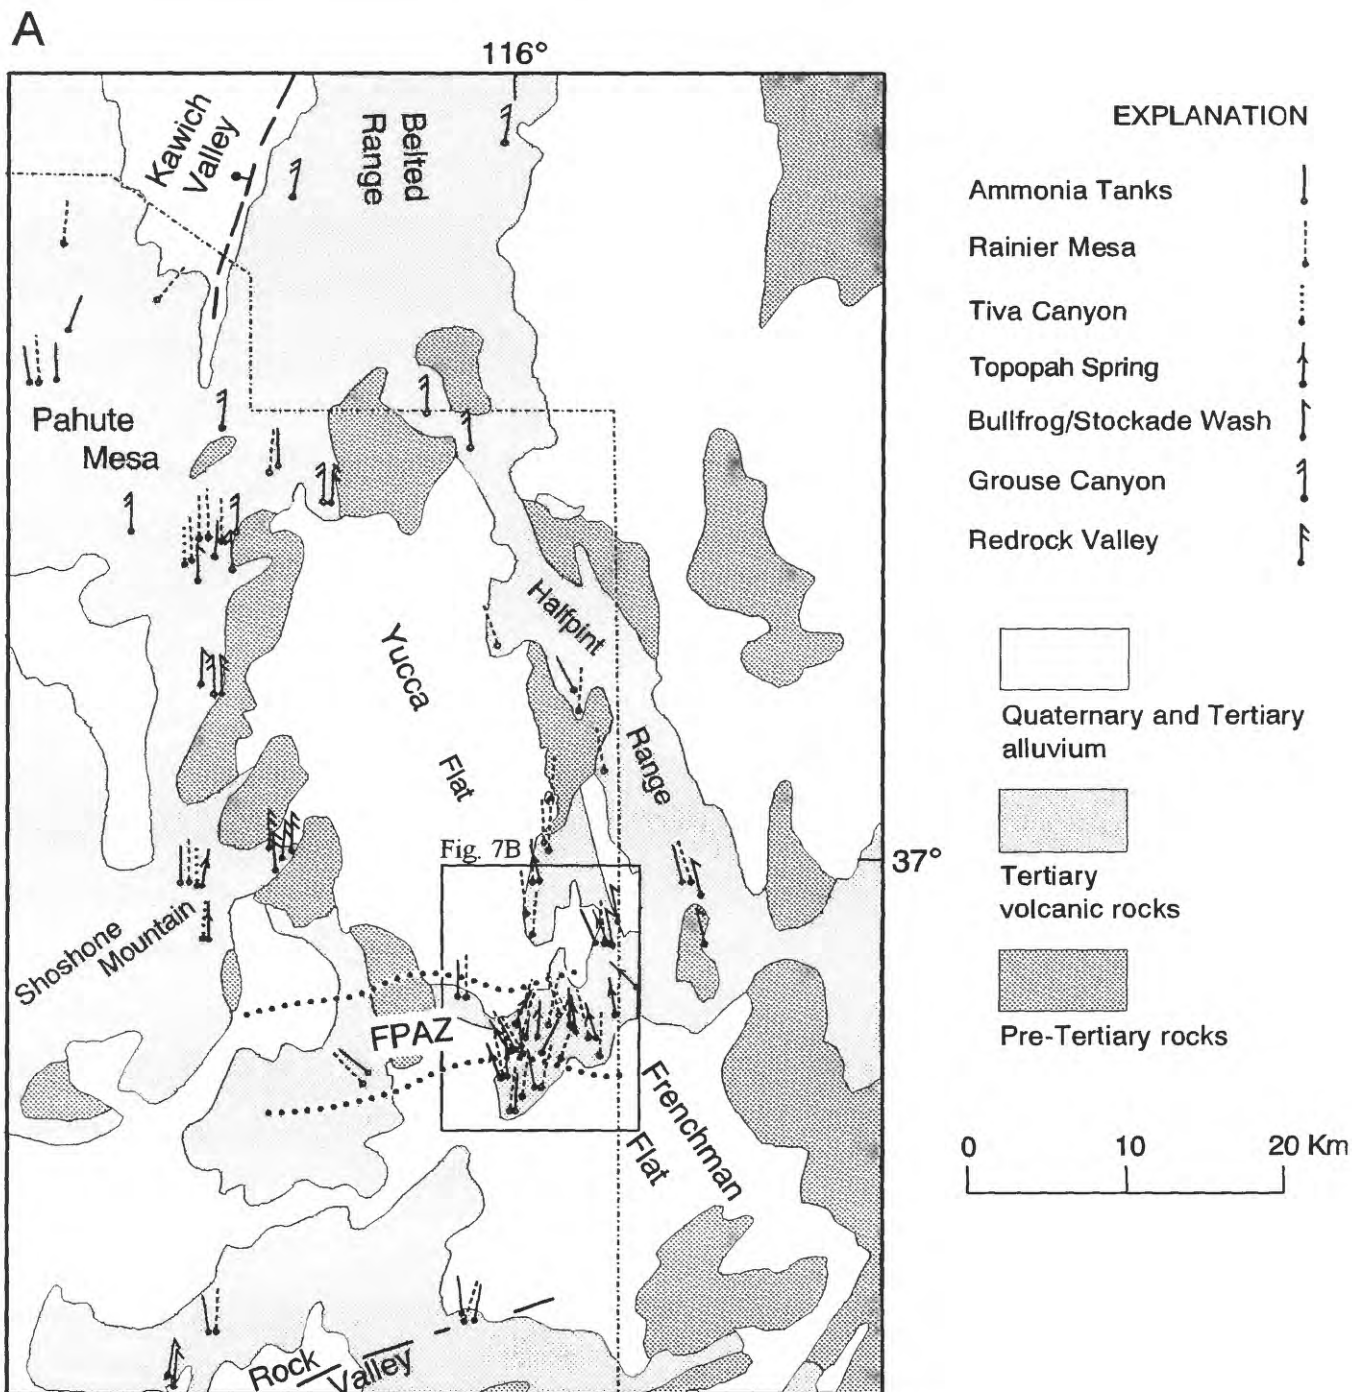 A
116°
Kawich
Valley
Belted
Range
Pahute
Mesa
Halfpint
Range
Yucca
Flat
Fig. 7B
37°
Shoshone
Mountain
FPAZ
Frenchman
Flat
Rock
Valley
EXPLANATION
Ammonia Tanks
Rainier Mesa
Tiva Canyon
Topopah Spring
Bullfrog/Stockade Wash
Grouse Canyon
Redrock Valley
Quaternary and Tertiary
alluvium
Tertiary
volcanic rocks
Pre-Tertiary rocks
0 10 20 Km